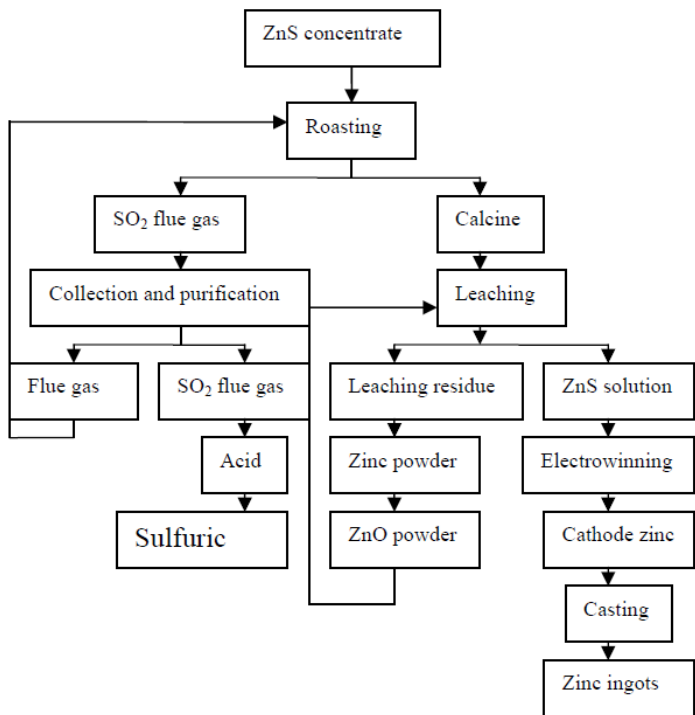 ZnS concentrate
Roasting
SO₂ flue gas
Calcine
Collection and purification
Leaching
Flue gas
SO₂ flue gas
Leaching residue
ZnS solution
Acid
Zinc powder
Electrowinning
Sulfuric
ZnO powder
Cathode zinc
Casting
Zinc ingots